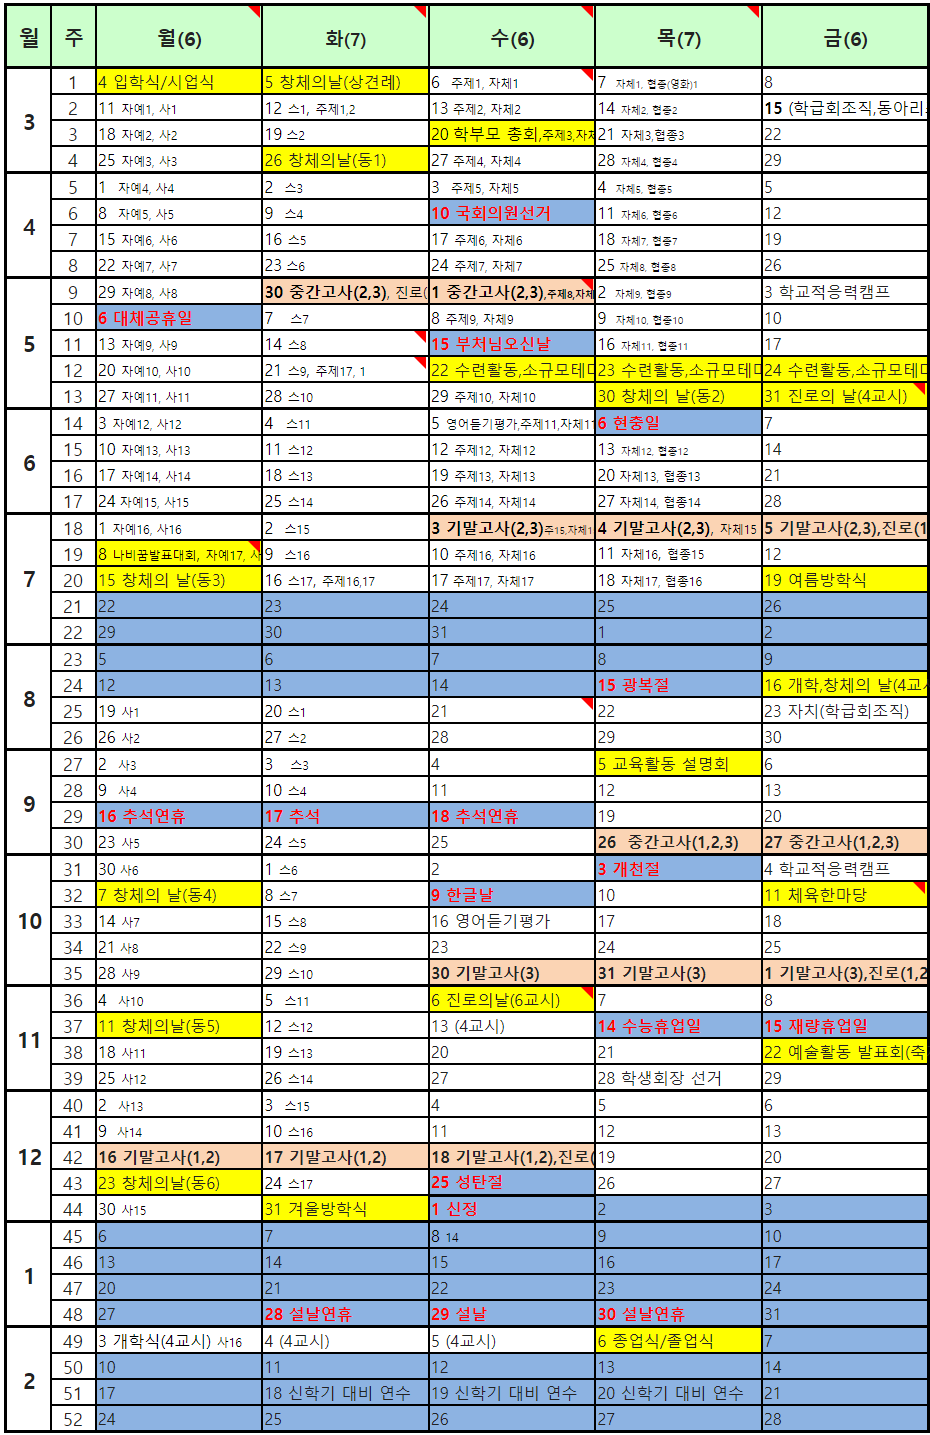 월 주 월(6) 화(7) 수(6) 목(7) 금(6)
3 1 4 입학식/시업식 5 창체의날(상견례) 6 주제1, 자체1 7 자체1, 협종(영화)1 8
2 11 자예1, 사1 12 스1, 주제1,2 13 주제2, 자체2 14 자체2, 협종2 15 (학급회조직,동아리
3 18 자예2, 사2 19 스2 20 학부모 총회,주제3,자체 21 자체3,협종3 22
4 25 자예3, 사3 26 창체의날(동1) 27 주제4, 자체4 28 자체4, 협종4 29
4 5 1 자예4, 사4 2 스3 3 주제5, 자체5 4 자체5, 협종5 5
6 8 자예5, 사5 9 스4 10 국회의원선거 11 자체6, 협종6 12
7 15 자예6, 사6 16 스5 17 주제6, 자체6 18 자체7, 협종7 19
8 22 자예7, 사7 23 스6 24 주제7, 자체7 25 자체8, 협종8 26
5 9 29 자예8, 사8 30 중간고사(2,3), 진로( 1 중간고사(2,3),주제8,자체 2 자체9, 협종9 3 학교적응력캠프
10 6 대체공휴일 7 스7 8 주제9, 자체9 9 자체10, 협종10 10
11 13 자예9, 사9 14 스8 15 부처님오신날 16 자체11, 협종11 17
12 20 자예10, 사10 21 스9, 주제17, 1 22 수련활동,소규모테마 23 수련활동,소규모테마 24 수련활동,소규모테마
13 27 자예11, 사11 28 스10 29 주제10, 자체10 30 창체의 날(동2) 31 진로의 날(4교시)
6 14 3 자예12, 사12 4 스11 5 영어듣기평가,주제11,자체11 6 현충일 7
15 10 자예13, 사13 11 스12 12 주제12, 자체12 13 자체12, 협종12 14
16 17 자예14, 사14 18 스13 19 주제13, 자체13 20 자체13, 협종13 21
17 24 자예15, 사15 25 스14 26 주제14, 자체14 27 자체14, 협종14 28
7 18 1 자예16, 사16 2 스15 3 기말고사(2,3)주15,자체1 4 기말고사(2,3), 자체15 5 기말고사(2,3),진로(1
19 8 나비꿈발표대회, 자예17, 사 9 스16 10 주제16, 자체16 11 자체16, 협종15 12
20 15 창체의 날(동3) 16 스17, 주제16,17 17 주제17, 자체17 18 자체17, 협종16 19 여름방학식
21 22 23 24 25 26
22 29 30 31 1 2
8 23 5 6 7 8 9
24 12 13 14 15 광복절 16 개학,창체의 날(4교시
25 19 사1 20 스1 21 22 23 자치(학급회조직)
26 26 사2 27 스2 28 29 30
9 27 2 사3 3 스3 4 5 교육활동 설명회 6
28 9 사4 10 스4 11 12 13
29 16 추석연휴 17 추석 18 추석연휴 19 20
30 23 사5 24 스5 25 26 중간고사(1,2,3) 27 중간고사(1,2,3)
10 31 30 사6 1 스6 2 3 개천절 4 학교적응력캠프
32 7 창체의 날(동4) 8 스7 9 한글날 10 11 체육한마당
33 14 사7 15 스8 16 영어듣기평가 17 18
34 21 사8 22 스9 23 24 25
35 28 사9 29 스10 30 기말고사(3) 31 기말고사(3) 1 기말고사(3),진로(1,2
11 36 4 사10 5 스11 6 진로의날(6교시) 7 8
37 11 창체의날(동5) 12 스12 13 (4교시) 14 수능휴업일 15 재량휴업일
38 18 사11 19 스13 20 21 22 예술활동 발표회(축
39 25 사12 26 스14 27 28 학생회장 선거 29
12 40 2 사13 3 스15 4 5 6
41 9 사14 10 스16 11 12 13
42 16 기말고사(1,2) 17 기말고사(1,2) 18 기말고사(1,2),진로( 19 20
43 23 창체의날(동6) 24 스17 25 성탄절 26 27
44 30 사15 31 겨울방학식 1 신정 2 3
1 45 6 7 8 14 9 10
46 13 14 15 16 17
47 20 21 22 23 24
48 27 28 설날연휴 29 설날 30 설날연휴 31
2 49 3 개학식(4교시) 사16 4 (4교시) 5 (4교시) 6 종업식/졸업식 7
50 10 11 12 13 14
51 17 18 신학기 대비 연수 19 신학기 대비 연수 20 신학기 대비 연수 21
52 24 25 26 27 28